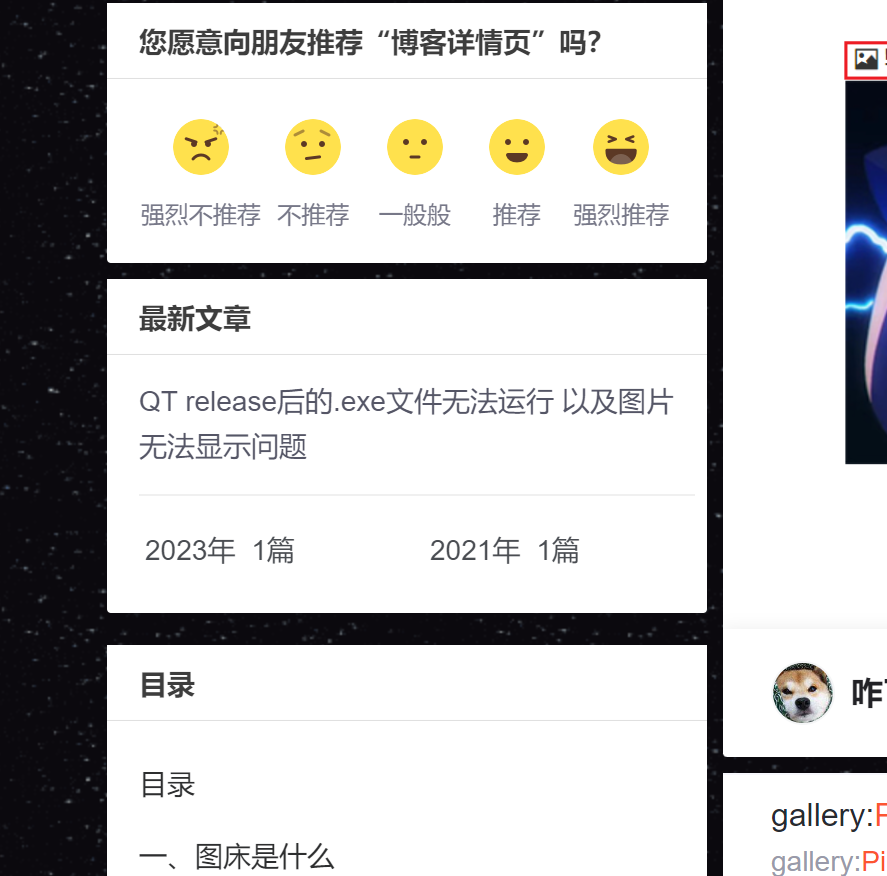 您愿意向朋友推荐“博客详情页”吗?
强烈不推荐 不推荐 一般般 推荐 强烈推荐
最新文章
QT release后的.exe文件无法运行 以及图片
无法显示问题
2023年 1篇 2021年 1篇
目录
目录
一、图床是什么
咋
gallery:
gallery:Pi